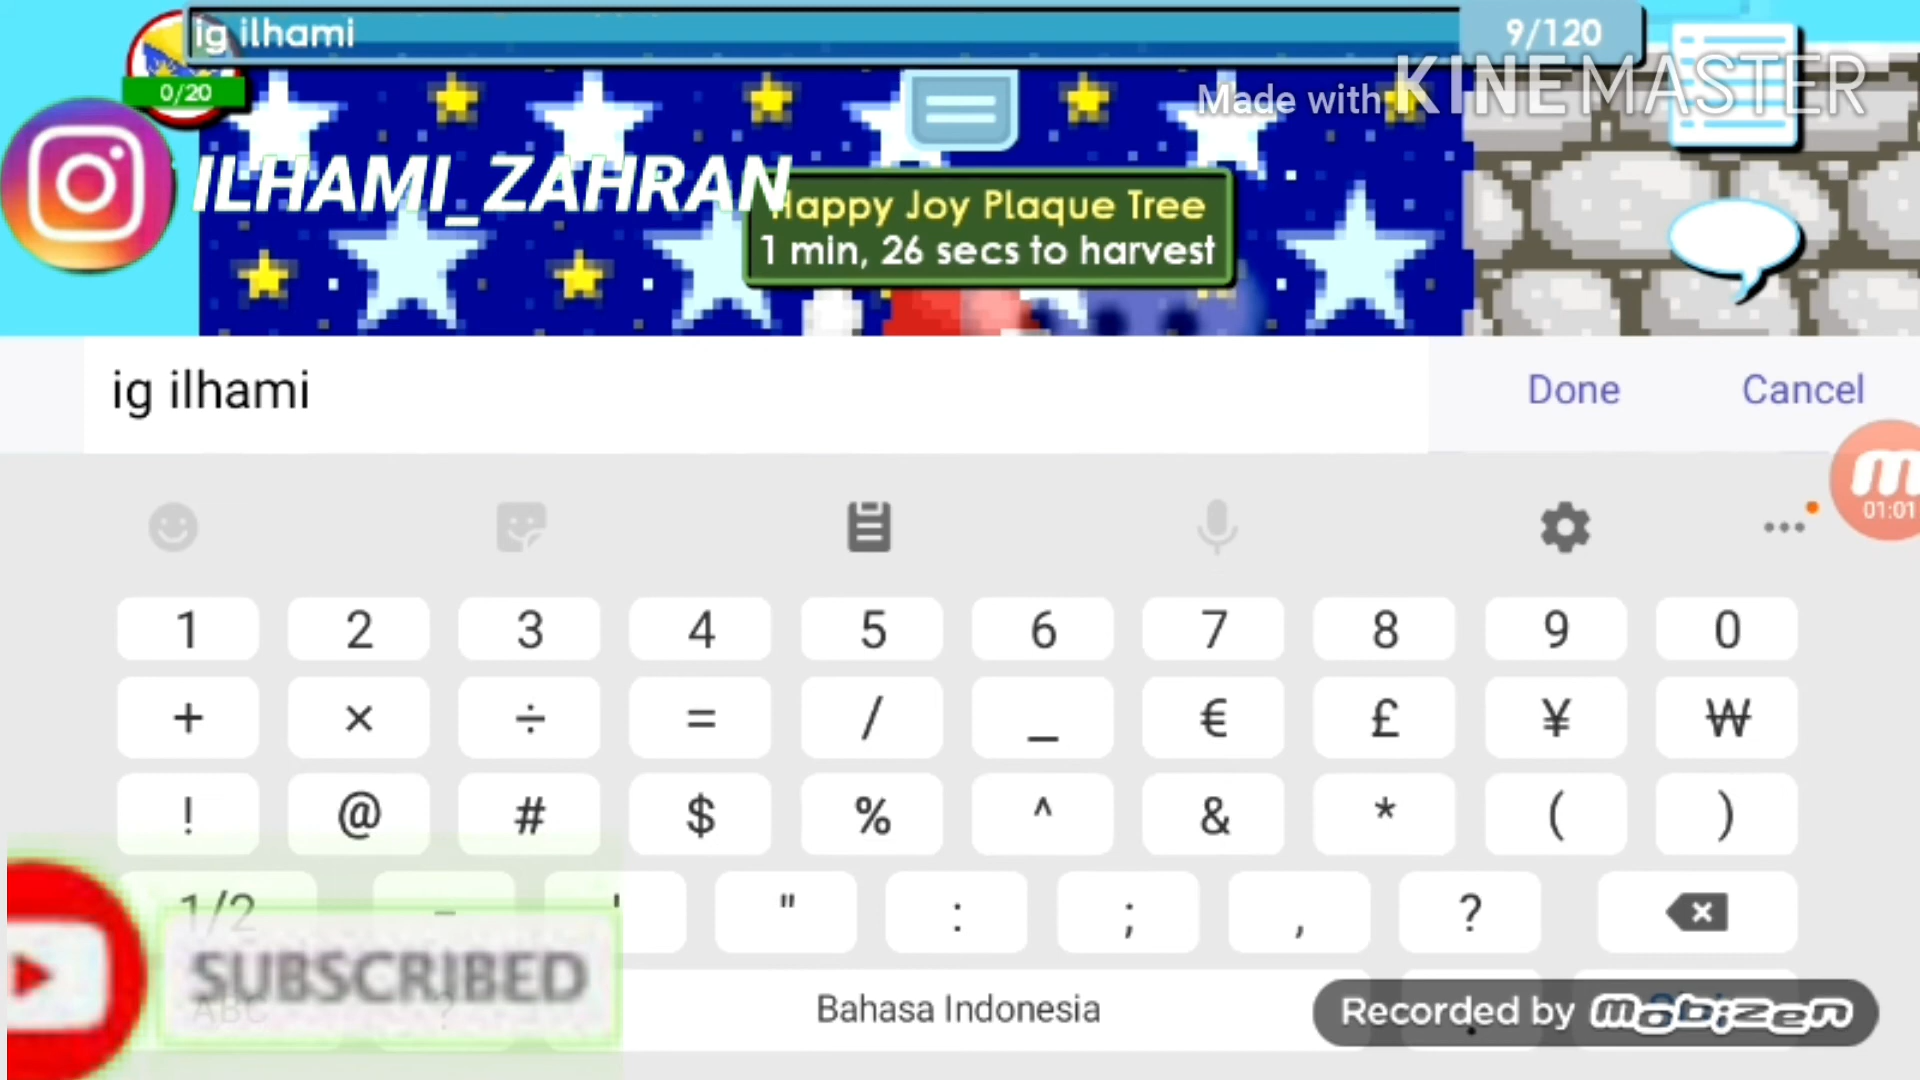 ig ilhami
9/120
0/20
Made with KINEMASTER
ILHAMI_ZAHRAN
Happy Joy Plaque Tree
1 min, 26 secs to harvest
ig ilhami
Done
Cancel
01:01
1 2 3 4 5 6 7 8 9 0
+ × ÷ = / _ € £ ¥ ₩
! @ # $ % ^ & * ( )
1/2 - ' " : ; , ?
SUBSCRIBED
ABC
Bahasa Indonesia
Recorded by mobizen